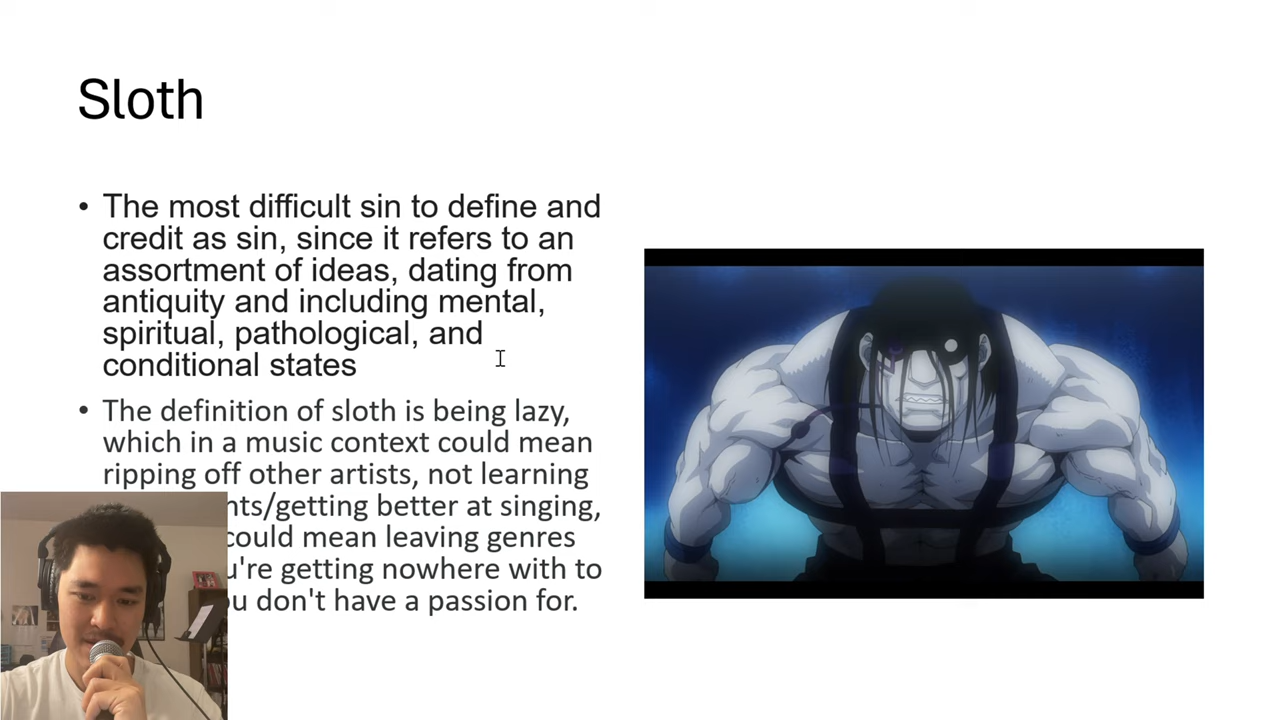 Sloth
• The most difficult sin to define and
credit as sin, since it refers to an
assortment of ideas, dating from
antiquity and including mental,
spiritual, pathological, and
conditional states
• The definition of sloth is being lazy,
which in a music context could mean
ripping off other artists, not learning
nts/getting better at singing,
could mean leaving genres
u're getting nowhere with to
u don't have a passion for.